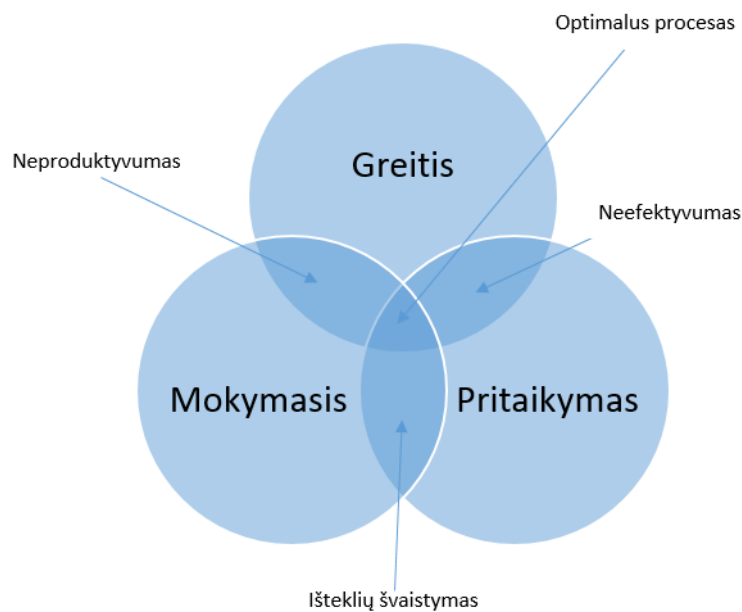 Optimalus procesas
Greitis
Neproduktyvumas
Neefektyvumas
Mokymasis
Pritaikymas
Išteklių švaistymas